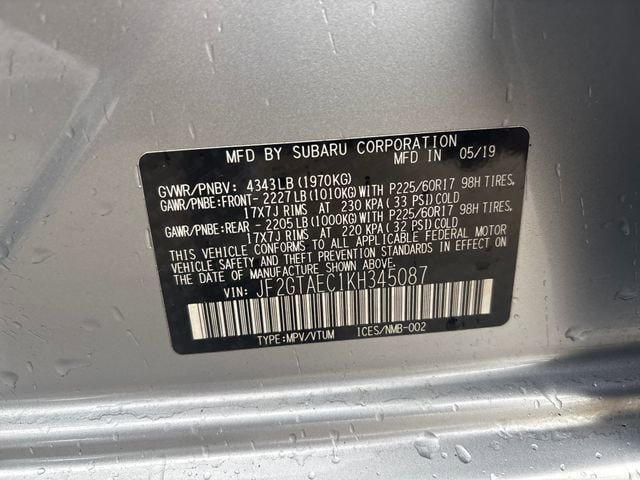 MFD BY SUBARU CORPORATION
MFD IN 05/19
GVWR/PNBV: 4343LB(1970KG)
GAWR/PNBE:FRONT-2227LB(1010KG)WITH P225/60R17 98H TIRES,
17X7J RIMS AT 230 KPA(33 PSI)COLD
GAWR/PNBE:REAR -2205LB(1000KG)WITH P225/60R17 98H TIRES,
17X7J RIMS AT 220 KPA(32 PSI)COLD
THIS VEHICLE CONFORMS TO ALL APPLICABLE FEDERAL MOTOR
VEHICLE SAFETY AND THEFT PREVENTION STANDARDS IN EFFECT ON
THE DATE OF MANUFACTURE SHOWN ABOVE.
VIN: JF2GTAEC1KH345087
TYPE:MPV/VTUM ICES/NMB-002